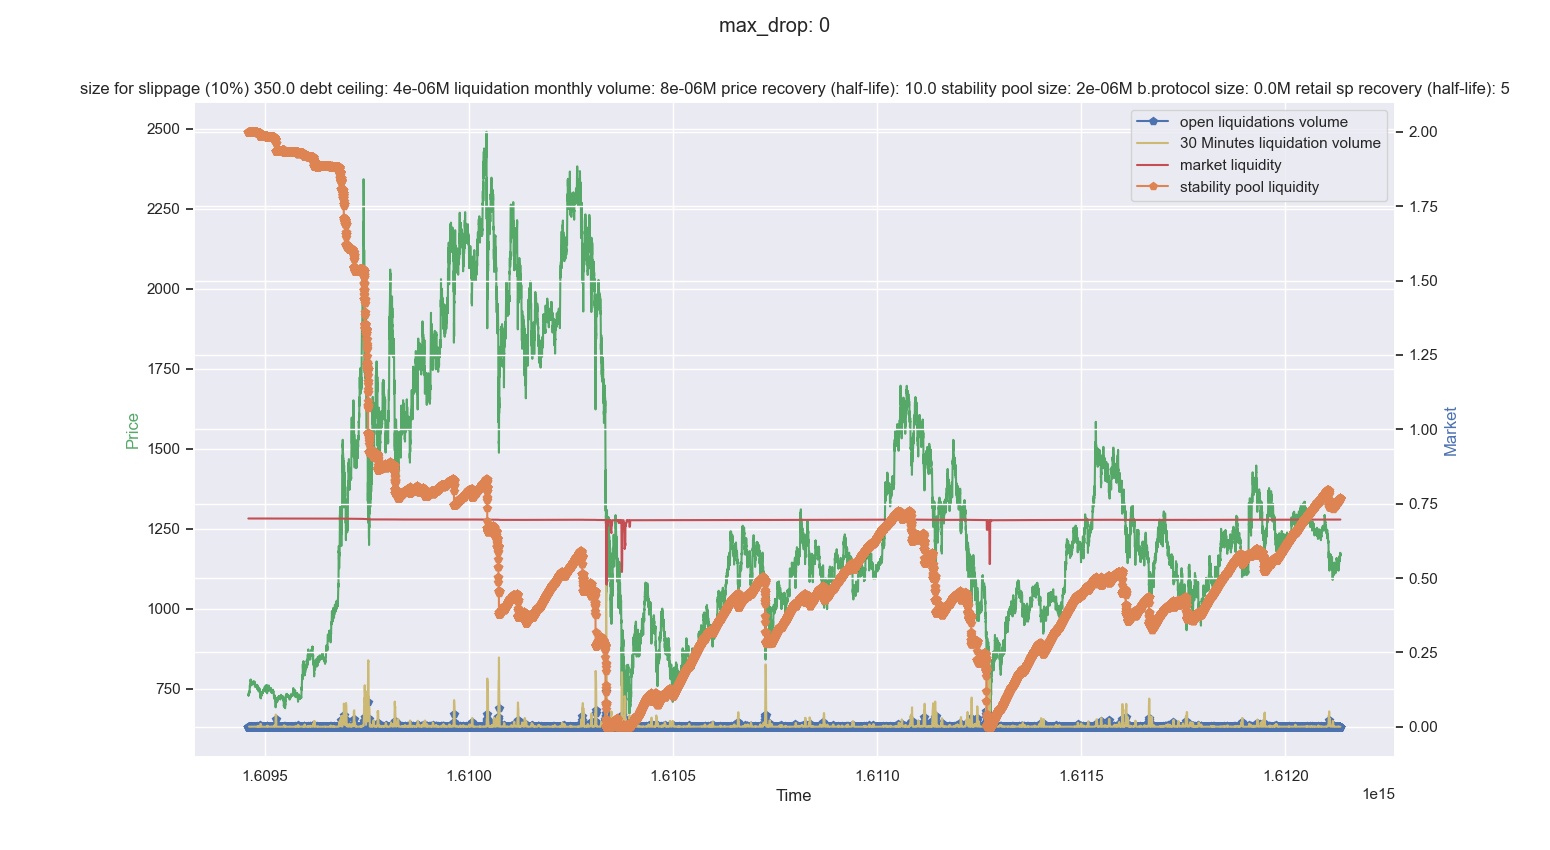 max_drop: 0
size for slippage (10%) 350.0 debt ceiling: 4e-06M liquidation monthly volume: 8e-06M price recovery (half-life): 10.0 stability pool size: 2e-06M b.protocol size: 0.0M retail sp recovery (half-life): 5
open liquidations volume
30 Minutes liquidation volume
market liquidity
stability pool liquidity
2500
2250
2000
1750
1500
1250
1000
750
Price
2.00
1.75
1.50
1.25
1.00
0.75
0.50
0.25
0.00
Market
1.6095 1.6100 1.6105 1.6110 1.6115 1.6120
Time
1e15